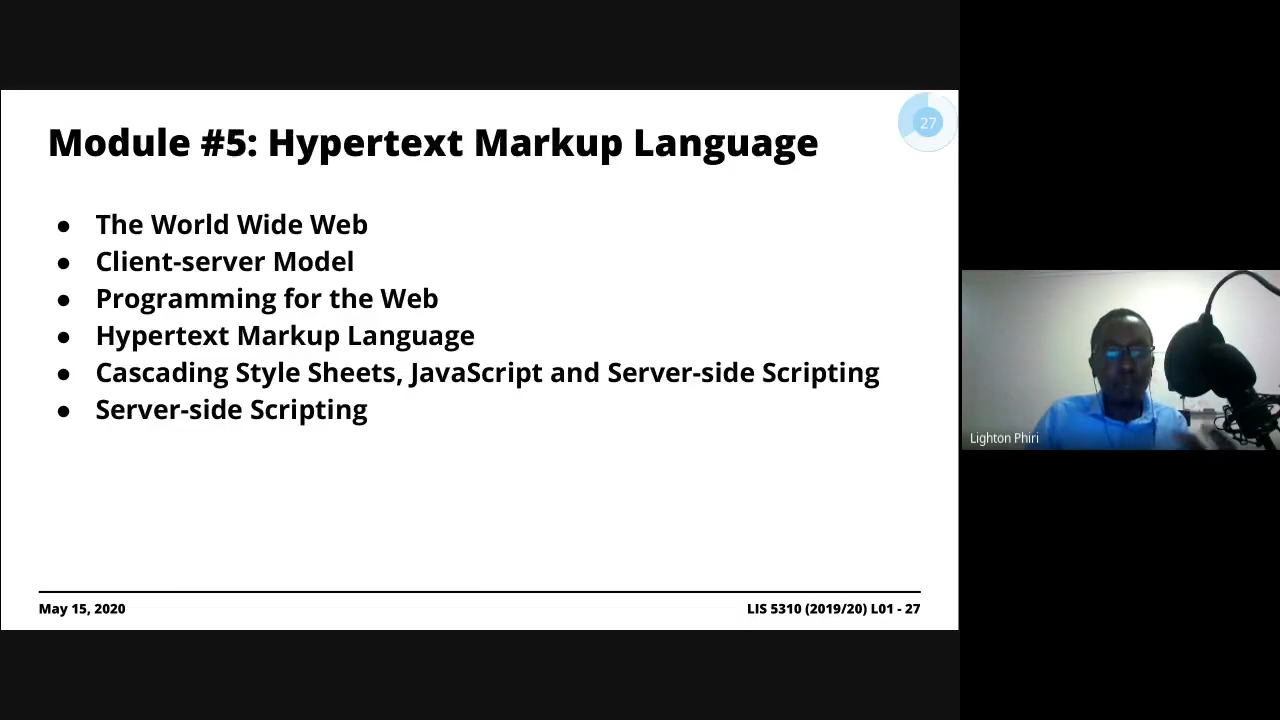 Module #5: Hypertext Markup Language
27
● The World Wide Web
● Client-server Model
● Programming for the Web
● Hypertext Markup Language
● Cascading Style Sheets, JavaScript and Server-side Scripting
● Server-side Scripting
Lighton Phiri
May 15, 2020
LIS 5310 (2019/20) L01 - 27